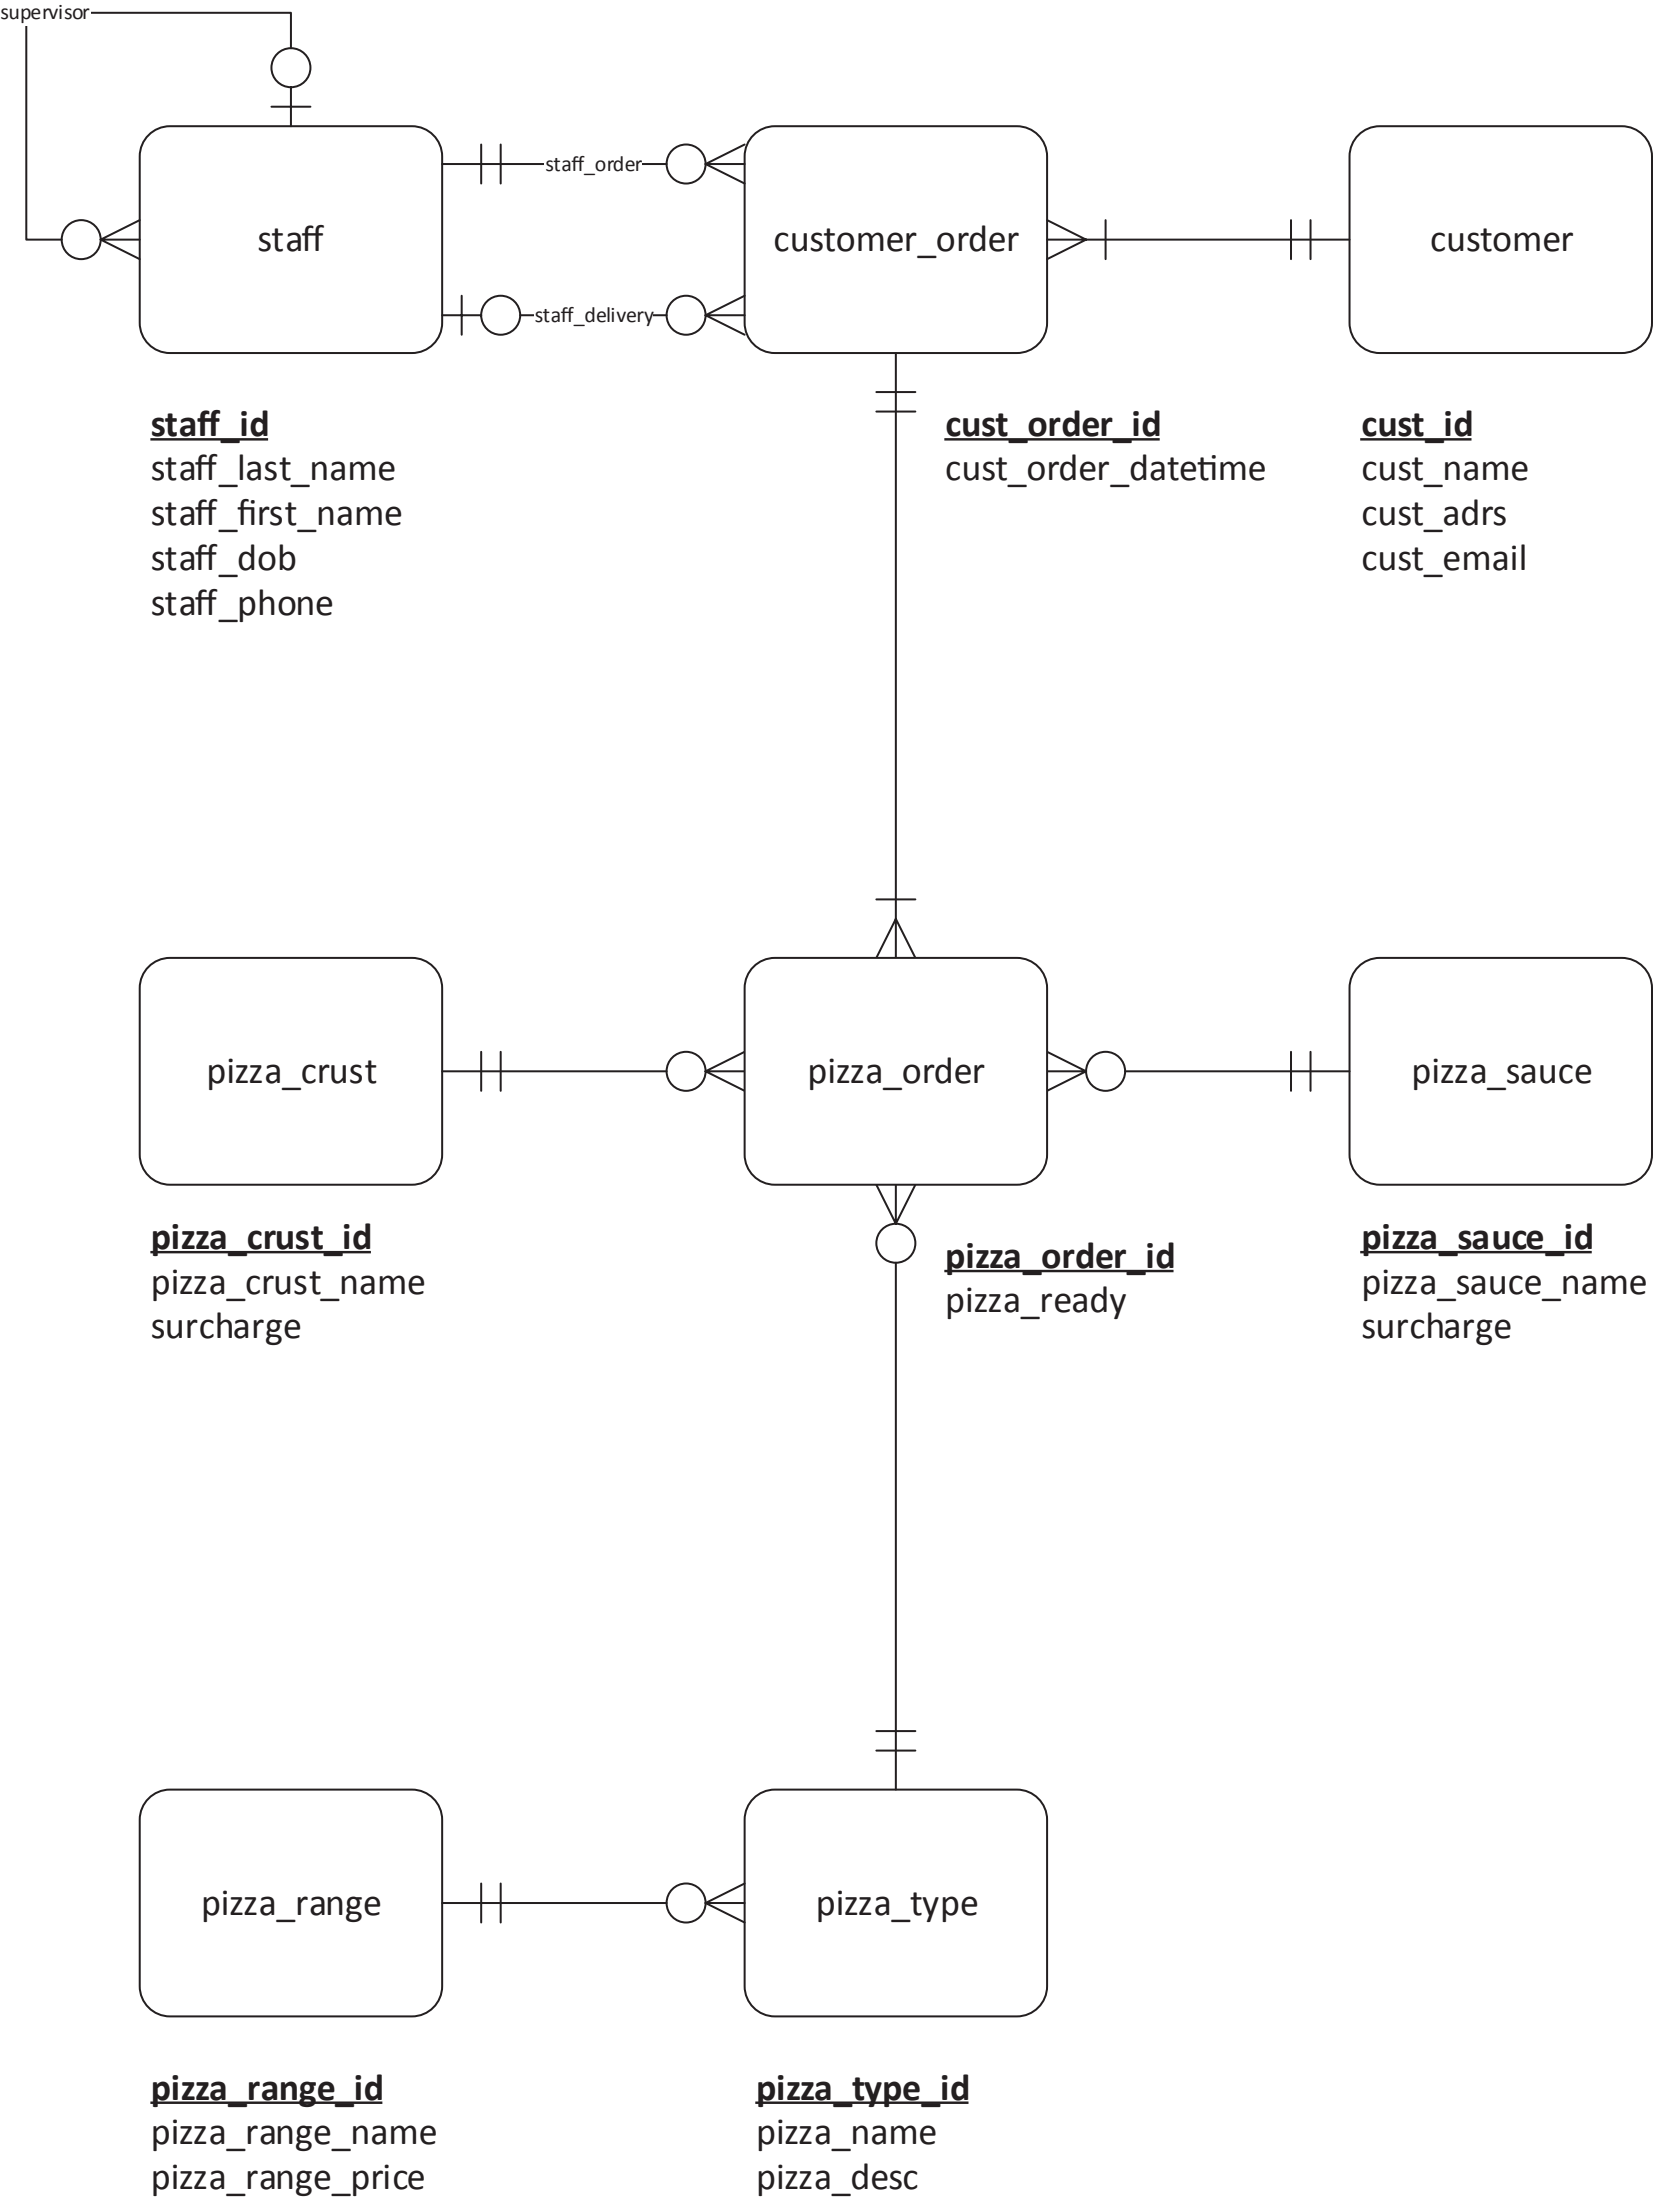 supervisor
staff_order
staff
customer_order
customer
staff_delivery
staff_id
staff_last_name
staff_first_name
staff_dob
staff_phone
cust_order_id
cust_order_datetime
cust_id
cust_name
cust_adrs
cust_email
pizza_crust
pizza_order
pizza_sauce
pizza_crust_id
pizza_crust_name
surcharge
pizza_order_id
pizza_ready
pizza_sauce_id
pizza_sauce_name
surcharge
pizza_range
pizza_type
pizza_range_id
pizza_range_name
pizza_range_price
pizza_type_id
pizza_name
pizza_desc